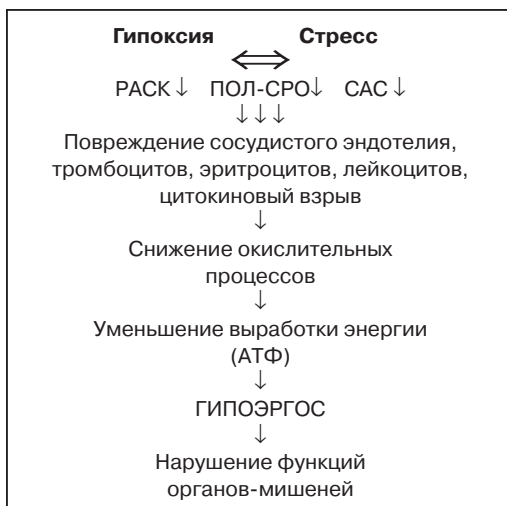 Гипоксия Стресс
⇔
РАСК ↓ ПОЛ-СРО↓ САС ↓
↓ ↓ ↓
Повреждение сосудистого эндотелия,
тромбоцитов, эритроцитов, лейкоцитов,
цитокиновый взрыв
↓
Снижение окислительных
процессов
↓
Уменьшение выработки энергии
(АТФ)
↓
ГИПОЭРГОС
↓
Нарушение функций
органов-мишеней